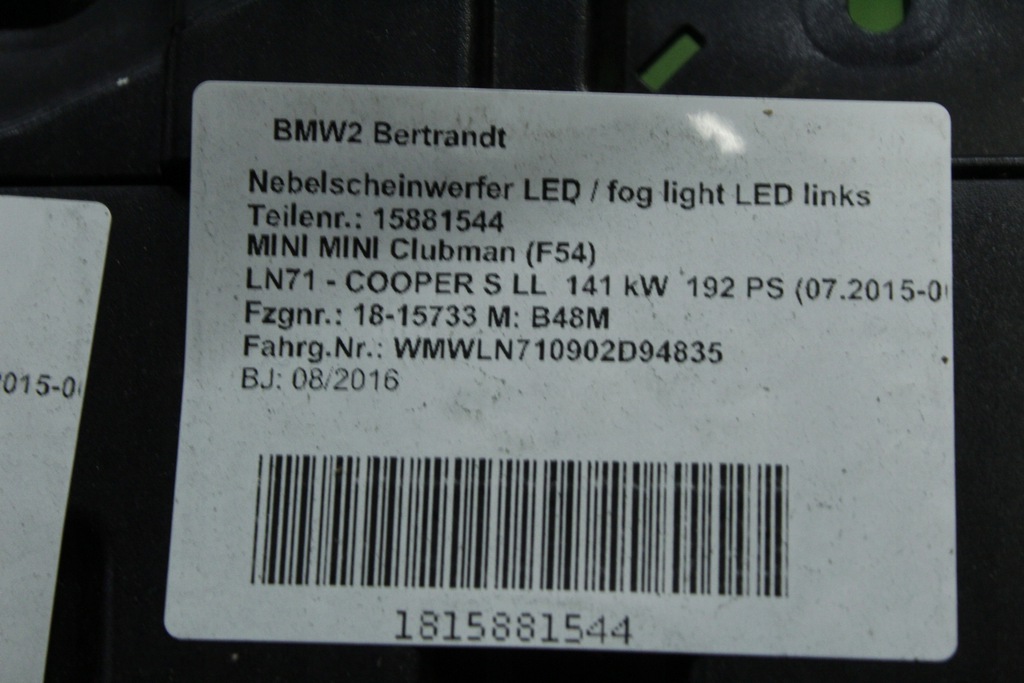 BMW2 Bertrandt
Nebelscheinwerfer LED / fog light LED links
Teilenr.: 15881544
MINI MINI Clubman (F54)
LN71 - COOPER S LL 141 kW 192 PS (07.2015-0
Fzgnr.: 18-15733 M: B48M
Fahrg.Nr.: WMWLN710902D94835
BJ: 08/2016
1815881544
2015-0